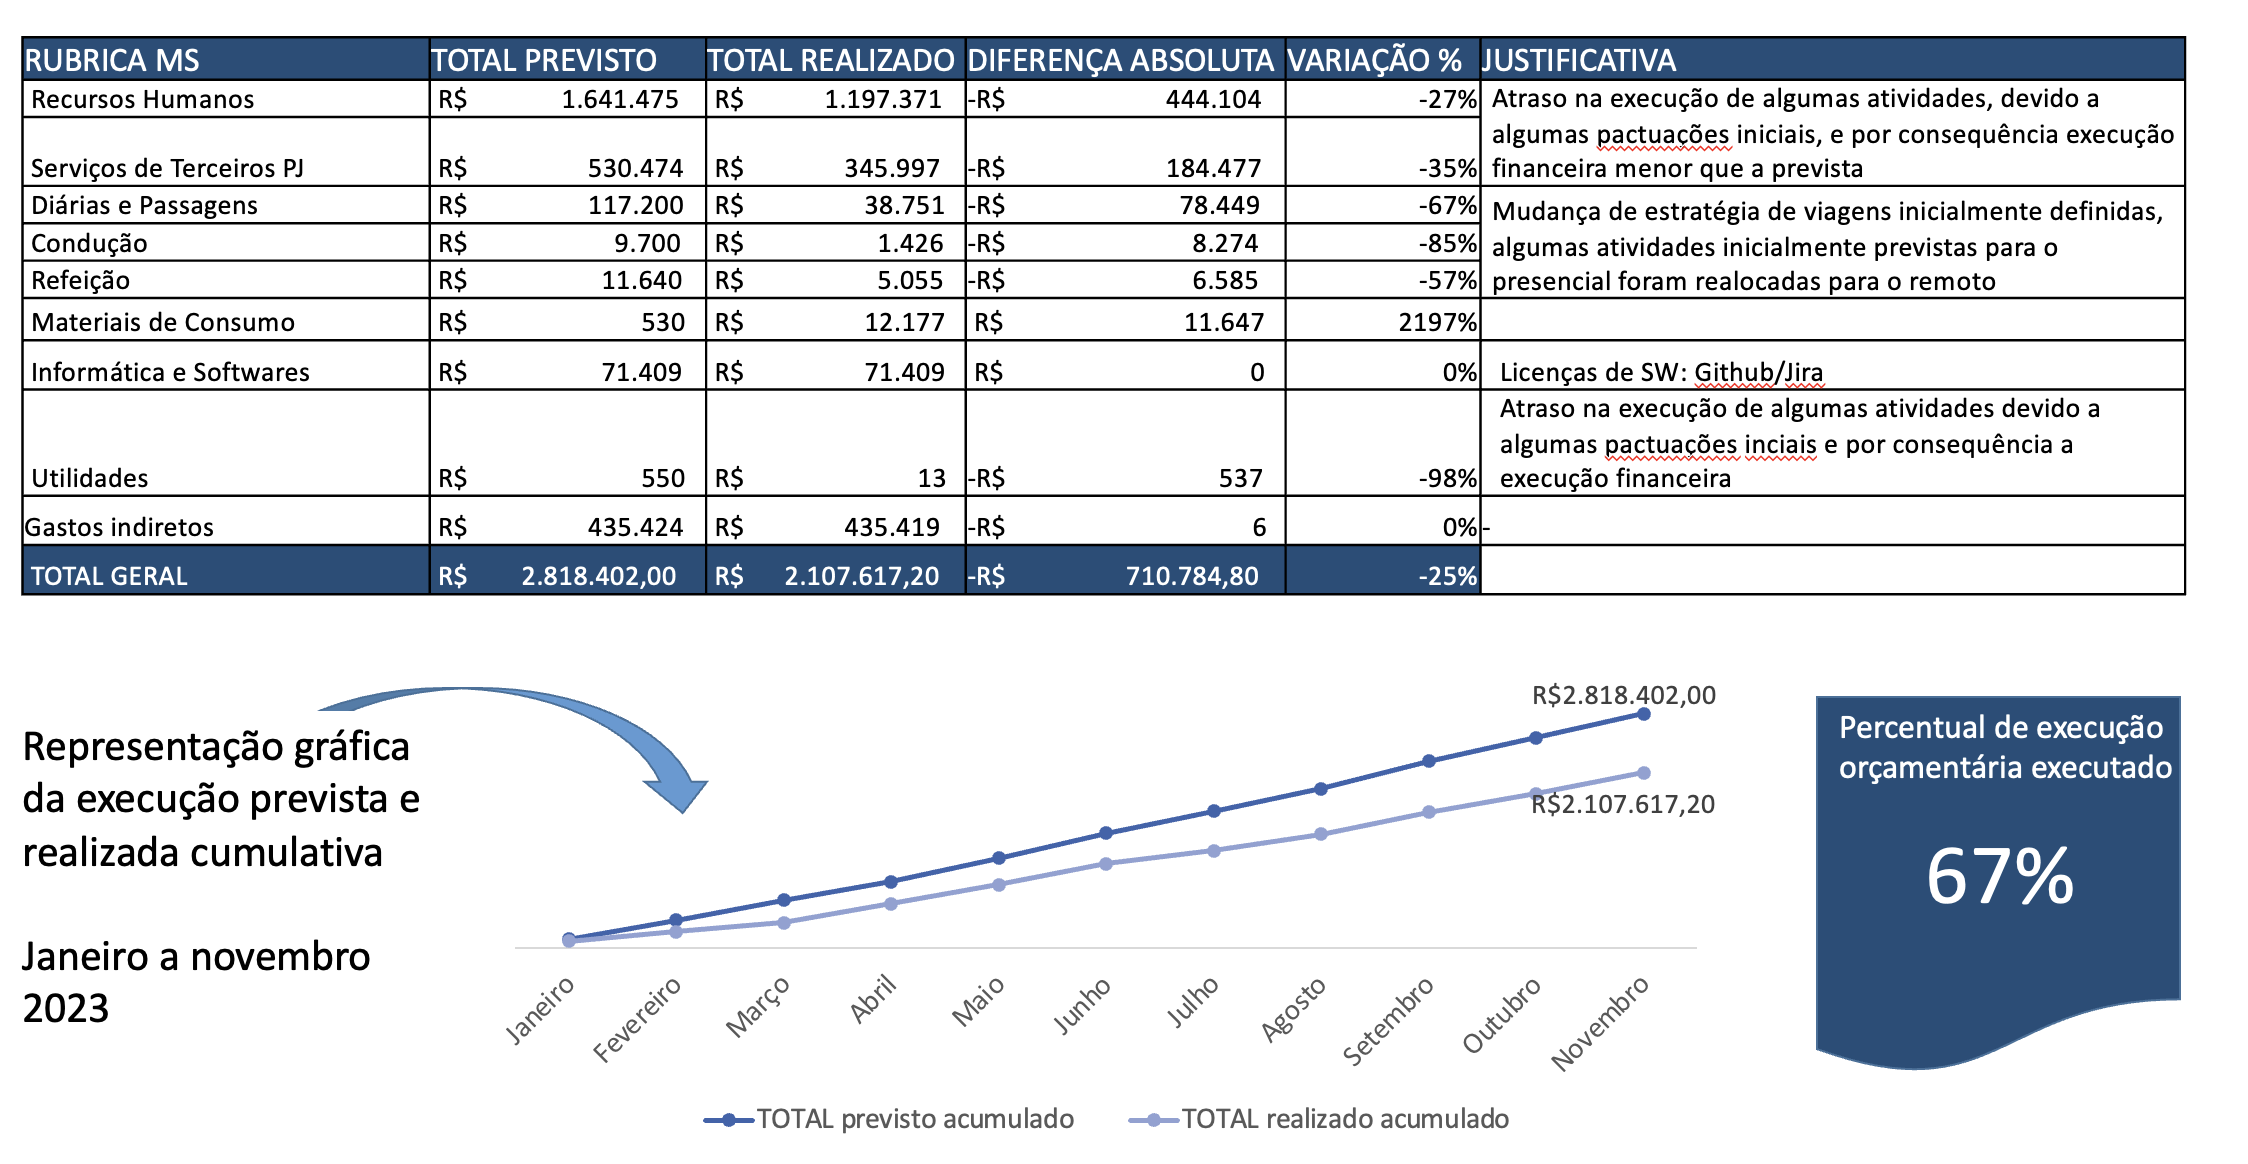 RUBRICA MS TOTAL PREVISTO TOTAL REALIZADO DIFERENÇA ABSOLUTA VARIAÇÃO % JUSTIFICATIVA
Recursos Humanos R$ 1.641.475 R$ 1.197.371 -R$ 444.104 -27% Atraso na execução de algumas atividades, devido a
algumas pactuações iniciais, e por consequência execução
Serviços de Terceiros PJ R$ 530.474 R$ 345.997 -R$ 184.477 -35% financeira menor que a prevista
Diárias e Passagens R$ 117.200 R$ 38.751 -R$ 78.449 -67% Mudança de estratégia de viagens inicialmente definidas,
Condução R$ 9.700 R$ 1.426 -R$ 8.274 -85% algumas atividades inicialmente previstas para o
Refeição R$ 11.640 R$ 5.055 -R$ 6.585 -57% presencial foram realocadas para o remoto
Materiais de Consumo R$ 530 R$ 12.177 R$ 11.647 2197%
Informática e Softwares R$ 71.409 R$ 71.409 R$ 0 0% Licenças de SW: Github/Jira
Atraso na execução de algumas atividades devido a
algumas pactuações inciais e por consequência a
Utilidades R$ 550 R$ 13 -R$ 537 -98% execução financeira
Gastos indiretos R$ 435.424 R$ 435.419 -R$ 6 0% -
TOTAL GERAL R$ 2.818.402,00 R$ 2.107.617,20 -R$ 710.784,80 -25%
Representação gráfica
da execução prevista e
realizada cumulativa
Janeiro a novembro
2023
R$2.818.402,00
R$2.107.617,20
Janeiro
Fevereiro
Março
Abril
Maio
Junho
Julho
Agosto
Setembro
Outubro
Novembro
TOTAL previsto acumulado
TOTAL realizado acumulado
Percentual de execução
orçamentária executado
67%